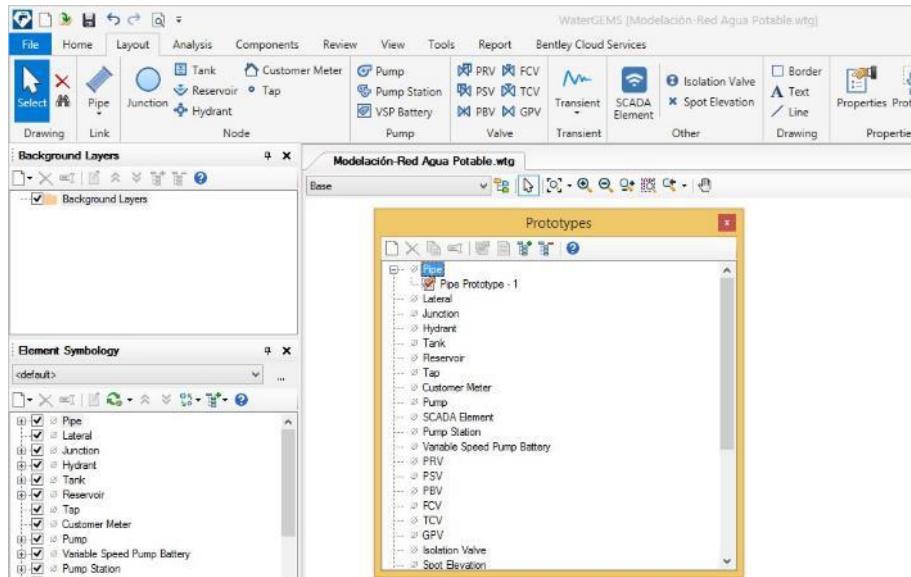 WaterGEMS [Modelación-Red Agua Potable.wtg]
File Home Layout Analysis Components Review View Tools Report Bentley Cloud Services
Select
Drawing
Pipe
Link
Junction
Tank
Reservoir
Hydrant
Customer Meter
Tap
Node
Pump
Pump Station
VSP Battery
Pump
PRV FCV
PSV TCV
PBV GPV
Valve
Transient
Transient
SCADA
Element
Isolation Valve
Spot Elevation
Other
Border
Text
Line
Drawing
Properties
Background Layers
Background Layers
Element Symbology
<default>
Pipe
Lateral
Junction
Hydrant
Tank
Reservoir
Tap
Customer Meter
Pump
Variable Speed Pump Battery
Pump Station
Modelación-Red Agua Potable.wtg
Base
Prototypes
Pipe
Pipe Prototype - 1
Lateral
Junction
Hydrant
Tank
Reservoir
Tap
Customer Meter
Pump
SCADA Element
Pump Station
Variable Speed Pump Battery
PRV
PSV
PBV
FCV
TCV
GPV
Isolation Valve
Spot Elevation